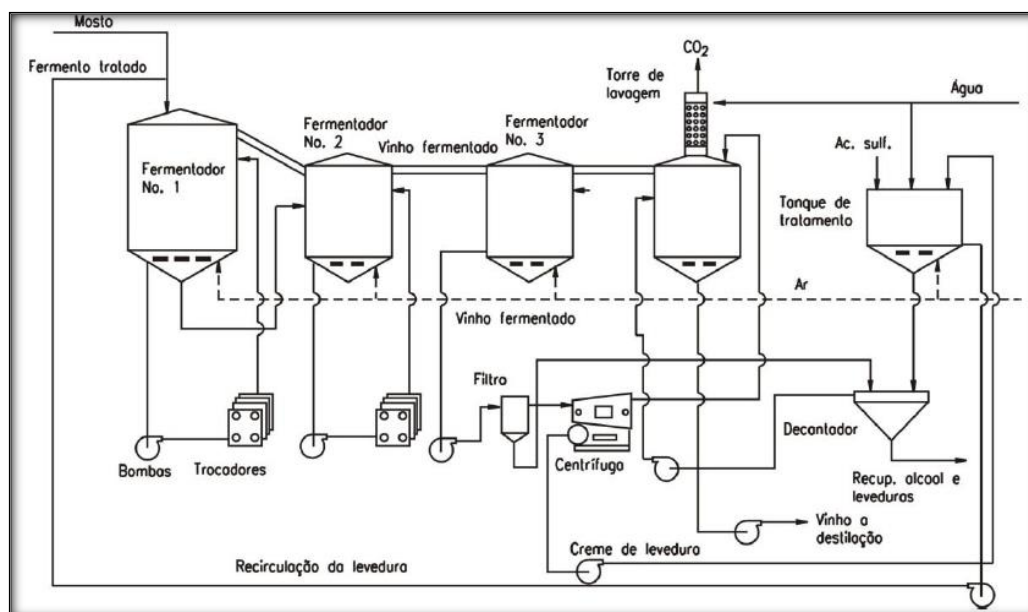 Mosto
Fermento tratado
CO2
Torre de
lavagem
Água
Fermentador
No. 1
Fermentador
No. 2
Vinho fermentado
Fermentador
No. 3
Ac. sulf.
Tanque de
tratamento
Ar
Vinho fermentado
Filtro
Bombas
Trocadores
Centrífuga
Decantador
Recup. alcool e
leveduras
Vinho a
destilação
Creme de levedura
Recirculação da levedura